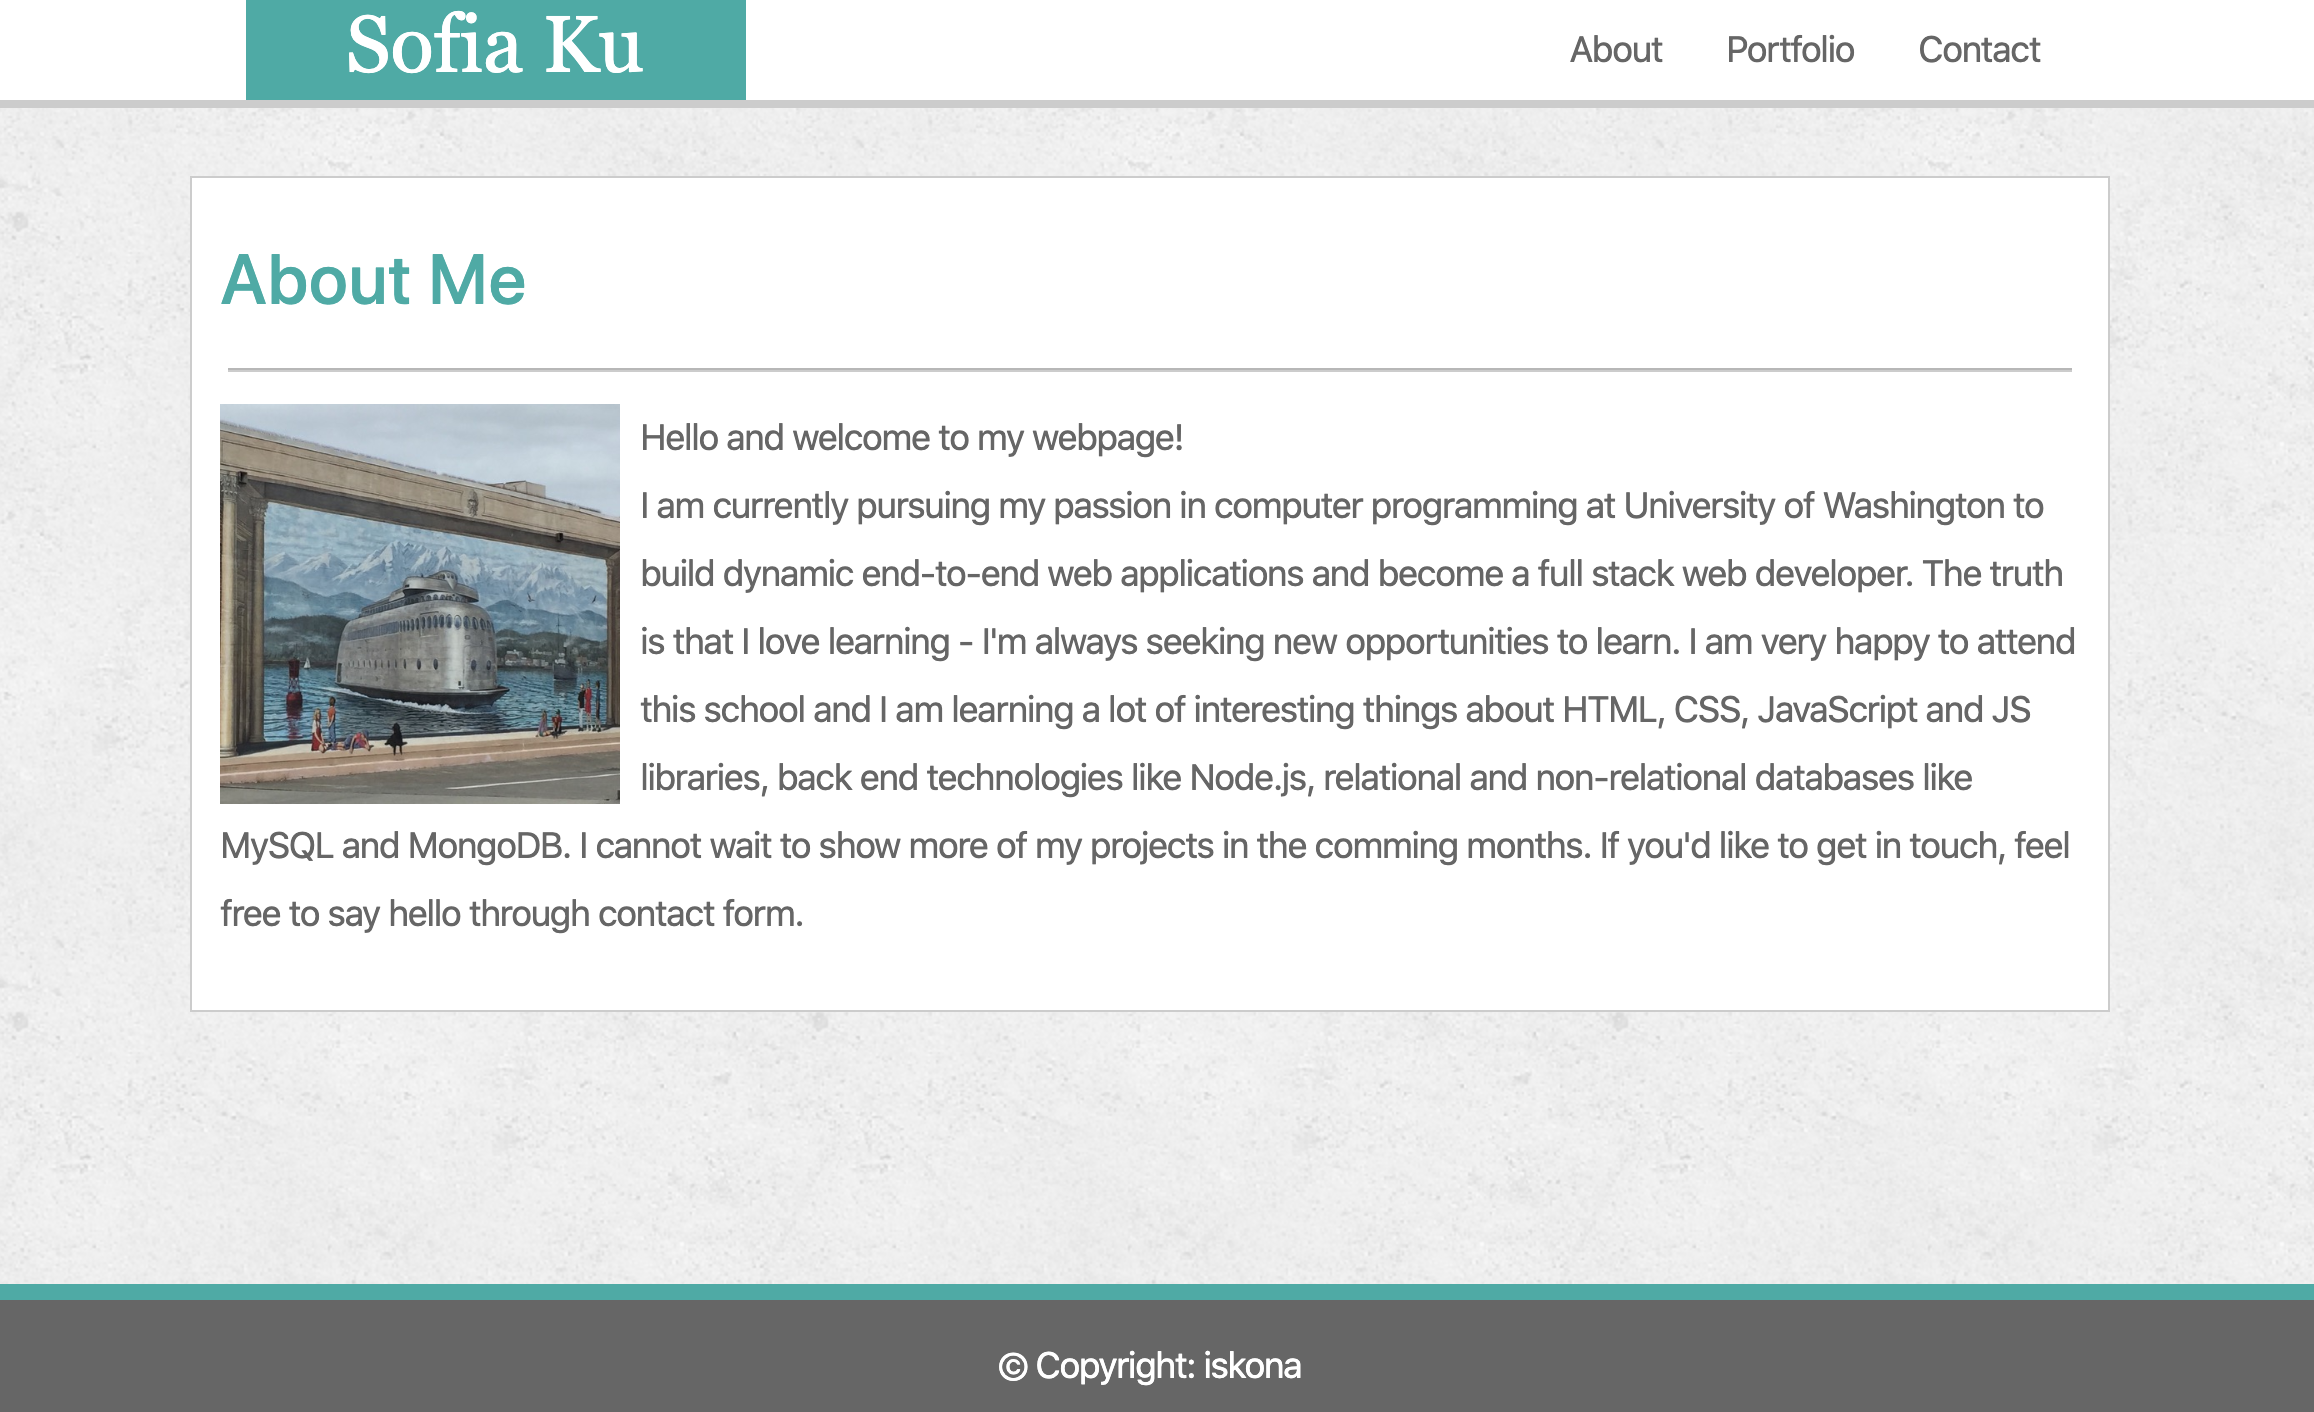 Sofia Ku
About Portfolio Contact
About Me
Hello and welcome to my webpage!
I am currently pursuing my passion in computer programming at University of Washington to
build dynamic end-to-end web applications and become a full stack web developer. The truth
is that I love learning - I'm always seeking new opportunities to learn. I am very happy to attend
this school and I am learning a lot of interesting things about HTML, CSS, JavaScript and JS
libraries, back end technologies like Node.js, relational and non-relational databases like
MySQL and MongoDB. I cannot wait to show more of my projects in the comming months. If you'd like to get in touch, feel
free to say hello through contact form.
© Copyright: iskona